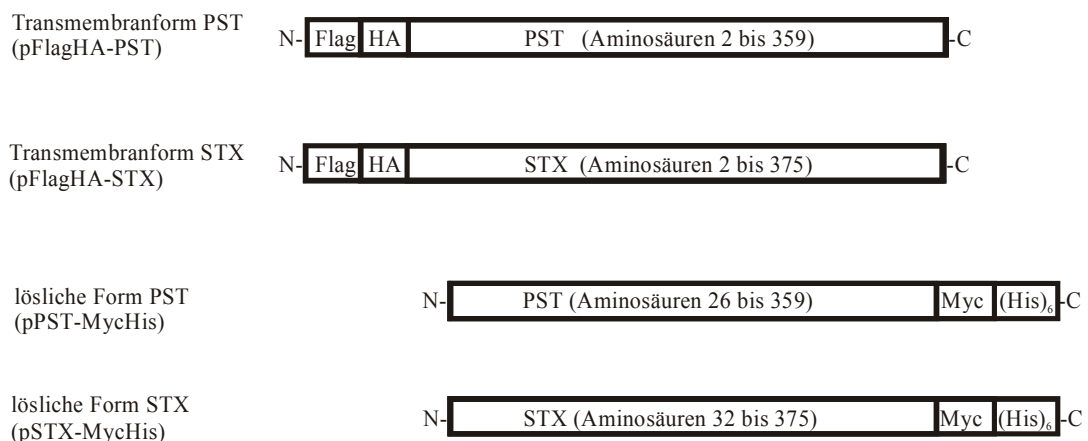 Transmembranform PST
(pFlagHA-PST)
N- Flag HA PST (Aminosäuren 2 bis 359) -C
Transmembranform STX
(pFlagHA-STX)
N- Flag HA STX (Aminosäuren 2 bis 375) -C
lösliche Form PST
(pPST-MycHis)
N- PST (Aminosäuren 26 bis 359) Myc (His)₆ -C
lösliche Form STX
(pSTX-MycHis)
N- STX (Aminosäuren 32 bis 375) Myc (His)₆ -C